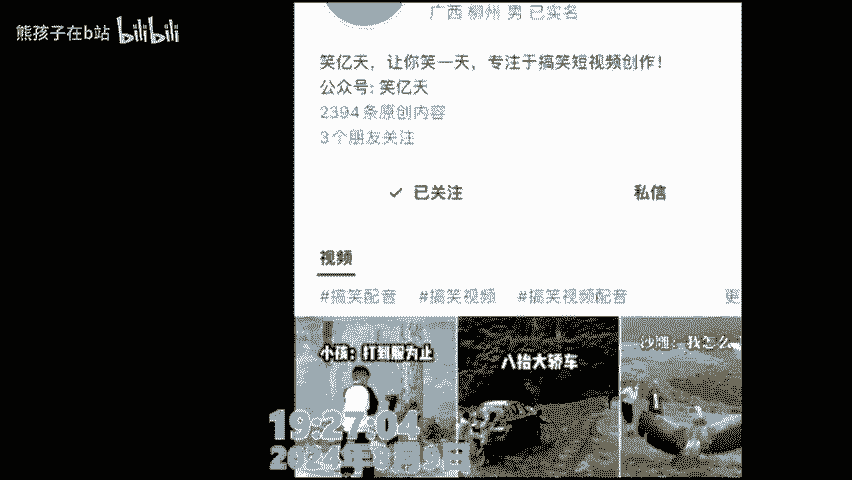 熊孩子在b站 bilibili
广西 柳州 男 已实名
笑亿天，让你笑一天，专注于搞笑短视频创作！
公众号: 笑亿天
2394条原创内容
3个朋友关注
已关注 私信
视频
#搞笑配音 #搞笑视频 #搞笑视频配音 更
小孩：打到服为止
八抬大轿车
沙雕：我怎么
19:27:04
2024年3月9日